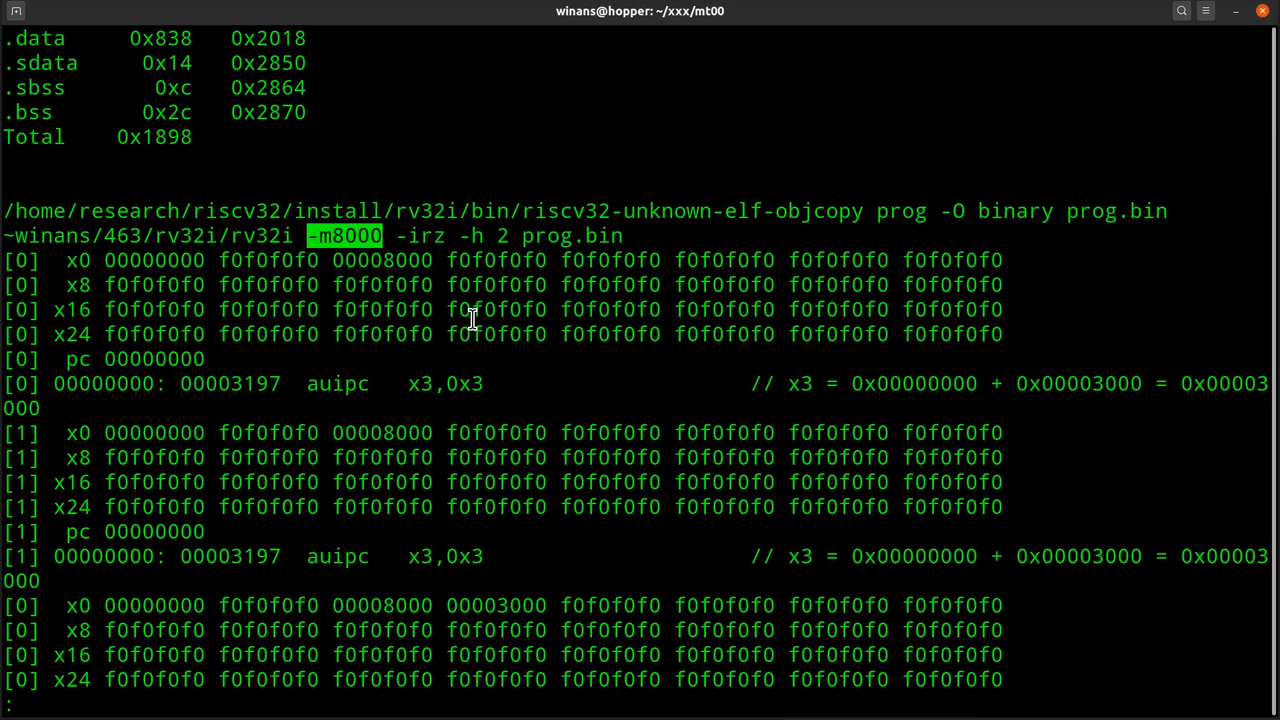 winans@hopper: ~/xxx/mt00
.data 0x838 0x2018
.sdata 0x14 0x2850
.sbss 0xc 0x2864
.bss 0x2c 0x2870
Total 0x1898
/home/research/riscv32/install/rv32i/bin/riscv32-unknown-elf-objcopy prog -O binary prog.bin
~winans/463/rv32i/rv32i -m8000 -irz -h 2 prog.bin
[0] x0 00000000 f0f0f0f0 00008000 f0f0f0f0 f0f0f0f0 f0f0f0f0 f0f0f0f0 f0f0f0f0
[0] x8 f0f0f0f0 f0f0f0f0 f0f0f0f0 f0f0f0f0 f0f0f0f0 f0f0f0f0 f0f0f0f0 f0f0f0f0
[0] x16 f0f0f0f0 f0f0f0f0 f0f0f0f0 f0f0f0f0 f0f0f0f0 f0f0f0f0 f0f0f0f0 f0f0f0f0
[0] x24 f0f0f0f0 f0f0f0f0 f0f0f0f0 f0f0f0f0 f0f0f0f0 f0f0f0f0 f0f0f0f0 f0f0f0f0
[0] pc 00000000
[0] 00000000: 00003197 auipc x3,0x3 // x3 = 0x00000000 + 0x00003000 = 0x00003
000
[1] x0 00000000 f0f0f0f0 00008000 f0f0f0f0 f0f0f0f0 f0f0f0f0 f0f0f0f0 f0f0f0f0
[1] x8 f0f0f0f0 f0f0f0f0 f0f0f0f0 f0f0f0f0 f0f0f0f0 f0f0f0f0 f0f0f0f0 f0f0f0f0
[1] x16 f0f0f0f0 f0f0f0f0 f0f0f0f0 f0f0f0f0 f0f0f0f0 f0f0f0f0 f0f0f0f0 f0f0f0f0
[1] x24 f0f0f0f0 f0f0f0f0 f0f0f0f0 f0f0f0f0 f0f0f0f0 f0f0f0f0 f0f0f0f0 f0f0f0f0
[1] pc 00000000
[1] 00000000: 00003197 auipc x3,0x3 // x3 = 0x00000000 + 0x00003000 = 0x00003
000
[0] x0 00000000 f0f0f0f0 00008000 00003000 f0f0f0f0 f0f0f0f0 f0f0f0f0 f0f0f0f0
[0] x8 f0f0f0f0 f0f0f0f0 f0f0f0f0 f0f0f0f0 f0f0f0f0 f0f0f0f0 f0f0f0f0 f0f0f0f0
[0] x16 f0f0f0f0 f0f0f0f0 f0f0f0f0 f0f0f0f0 f0f0f0f0 f0f0f0f0 f0f0f0f0 f0f0f0f0
[0] x24 f0f0f0f0 f0f0f0f0 f0f0f0f0 f0f0f0f0 f0f0f0f0 f0f0f0f0 f0f0f0f0 f0f0f0f0
: